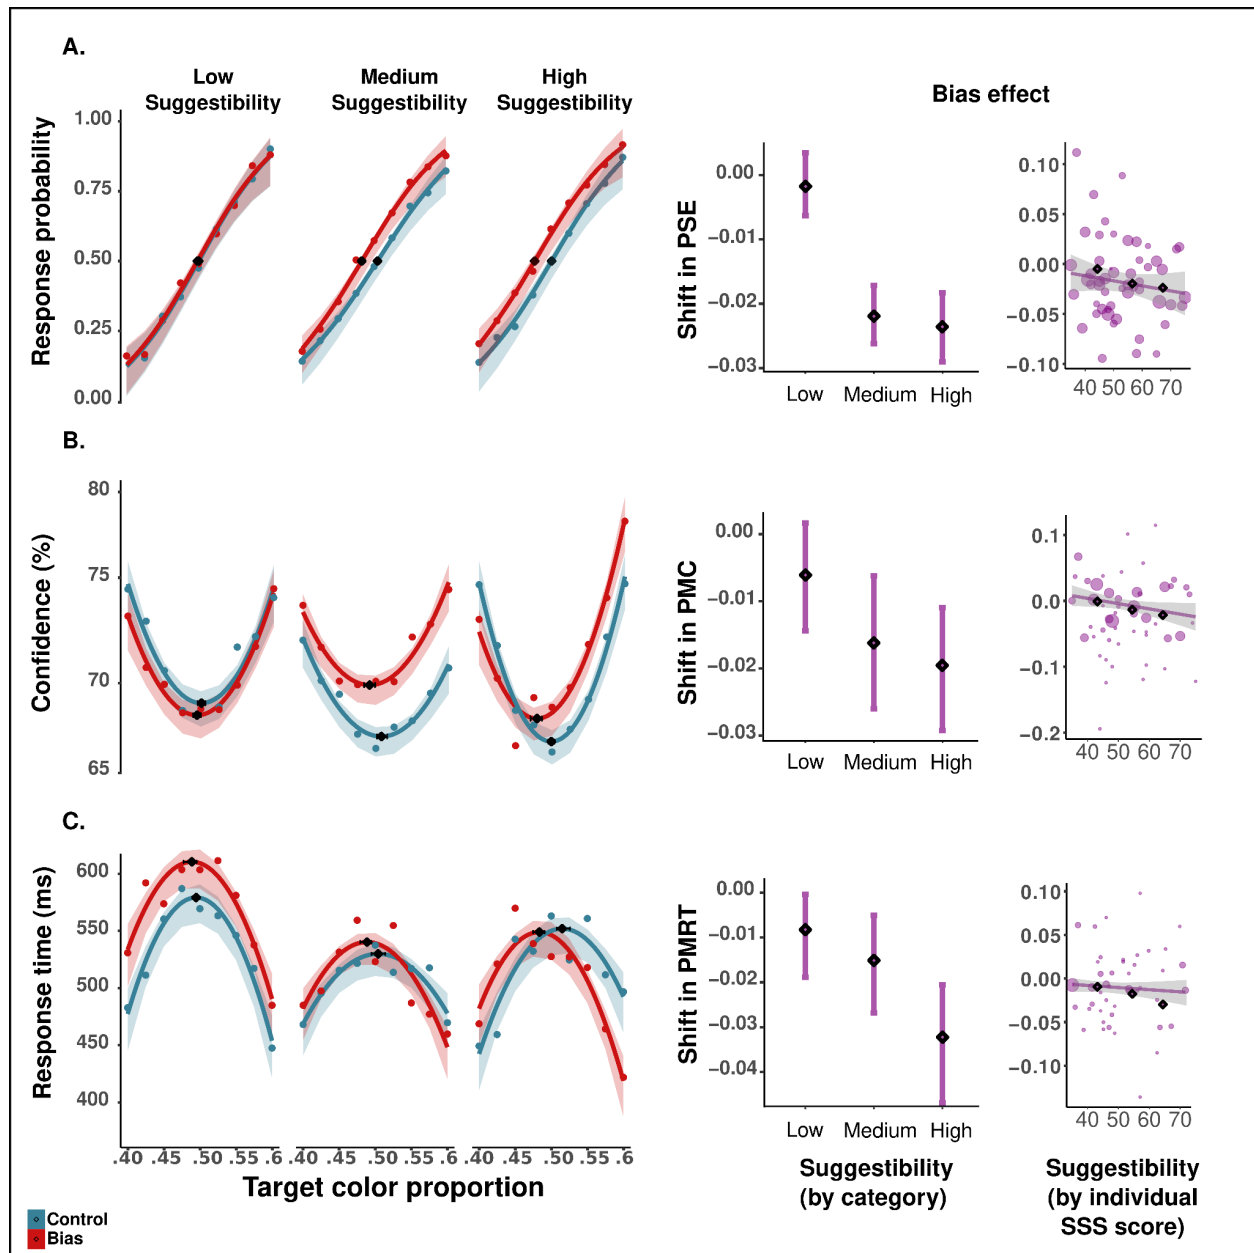 A.
Low Suggestibility
Medium Suggestibility
High Suggestibility
Bias effect
Response probability
1.00
0.75
0.50
0.25
0.00
Shift in PSE
0.00
−0.01
−0.02
−0.03
Low Medium High
0.10
0.05
0.00
−0.05
−0.10
40 50 60 70
B.
Confidence (%)
80
75
70
65
Shift in PMC
0.00
−0.01
−0.02
−0.03
Low Medium High
0.1
0.0
−0.1
−0.2
40 50 60 70
C.
Response time (ms)
600
550
500
450
400
.40 .45 .50 .55 .6
.40 .45 .50 .55 .6
.40 .45 .50 .55 .6
Target color proportion
Shift in PMRT
0.00
−0.01
−0.02
−0.03
−0.04
Low Medium High
Suggestibility
(by category)
0.10
0.05
0.00
−0.05
−0.10
40 50 60 70
Suggestibility
(by individual
SSS score)
Control
Bias